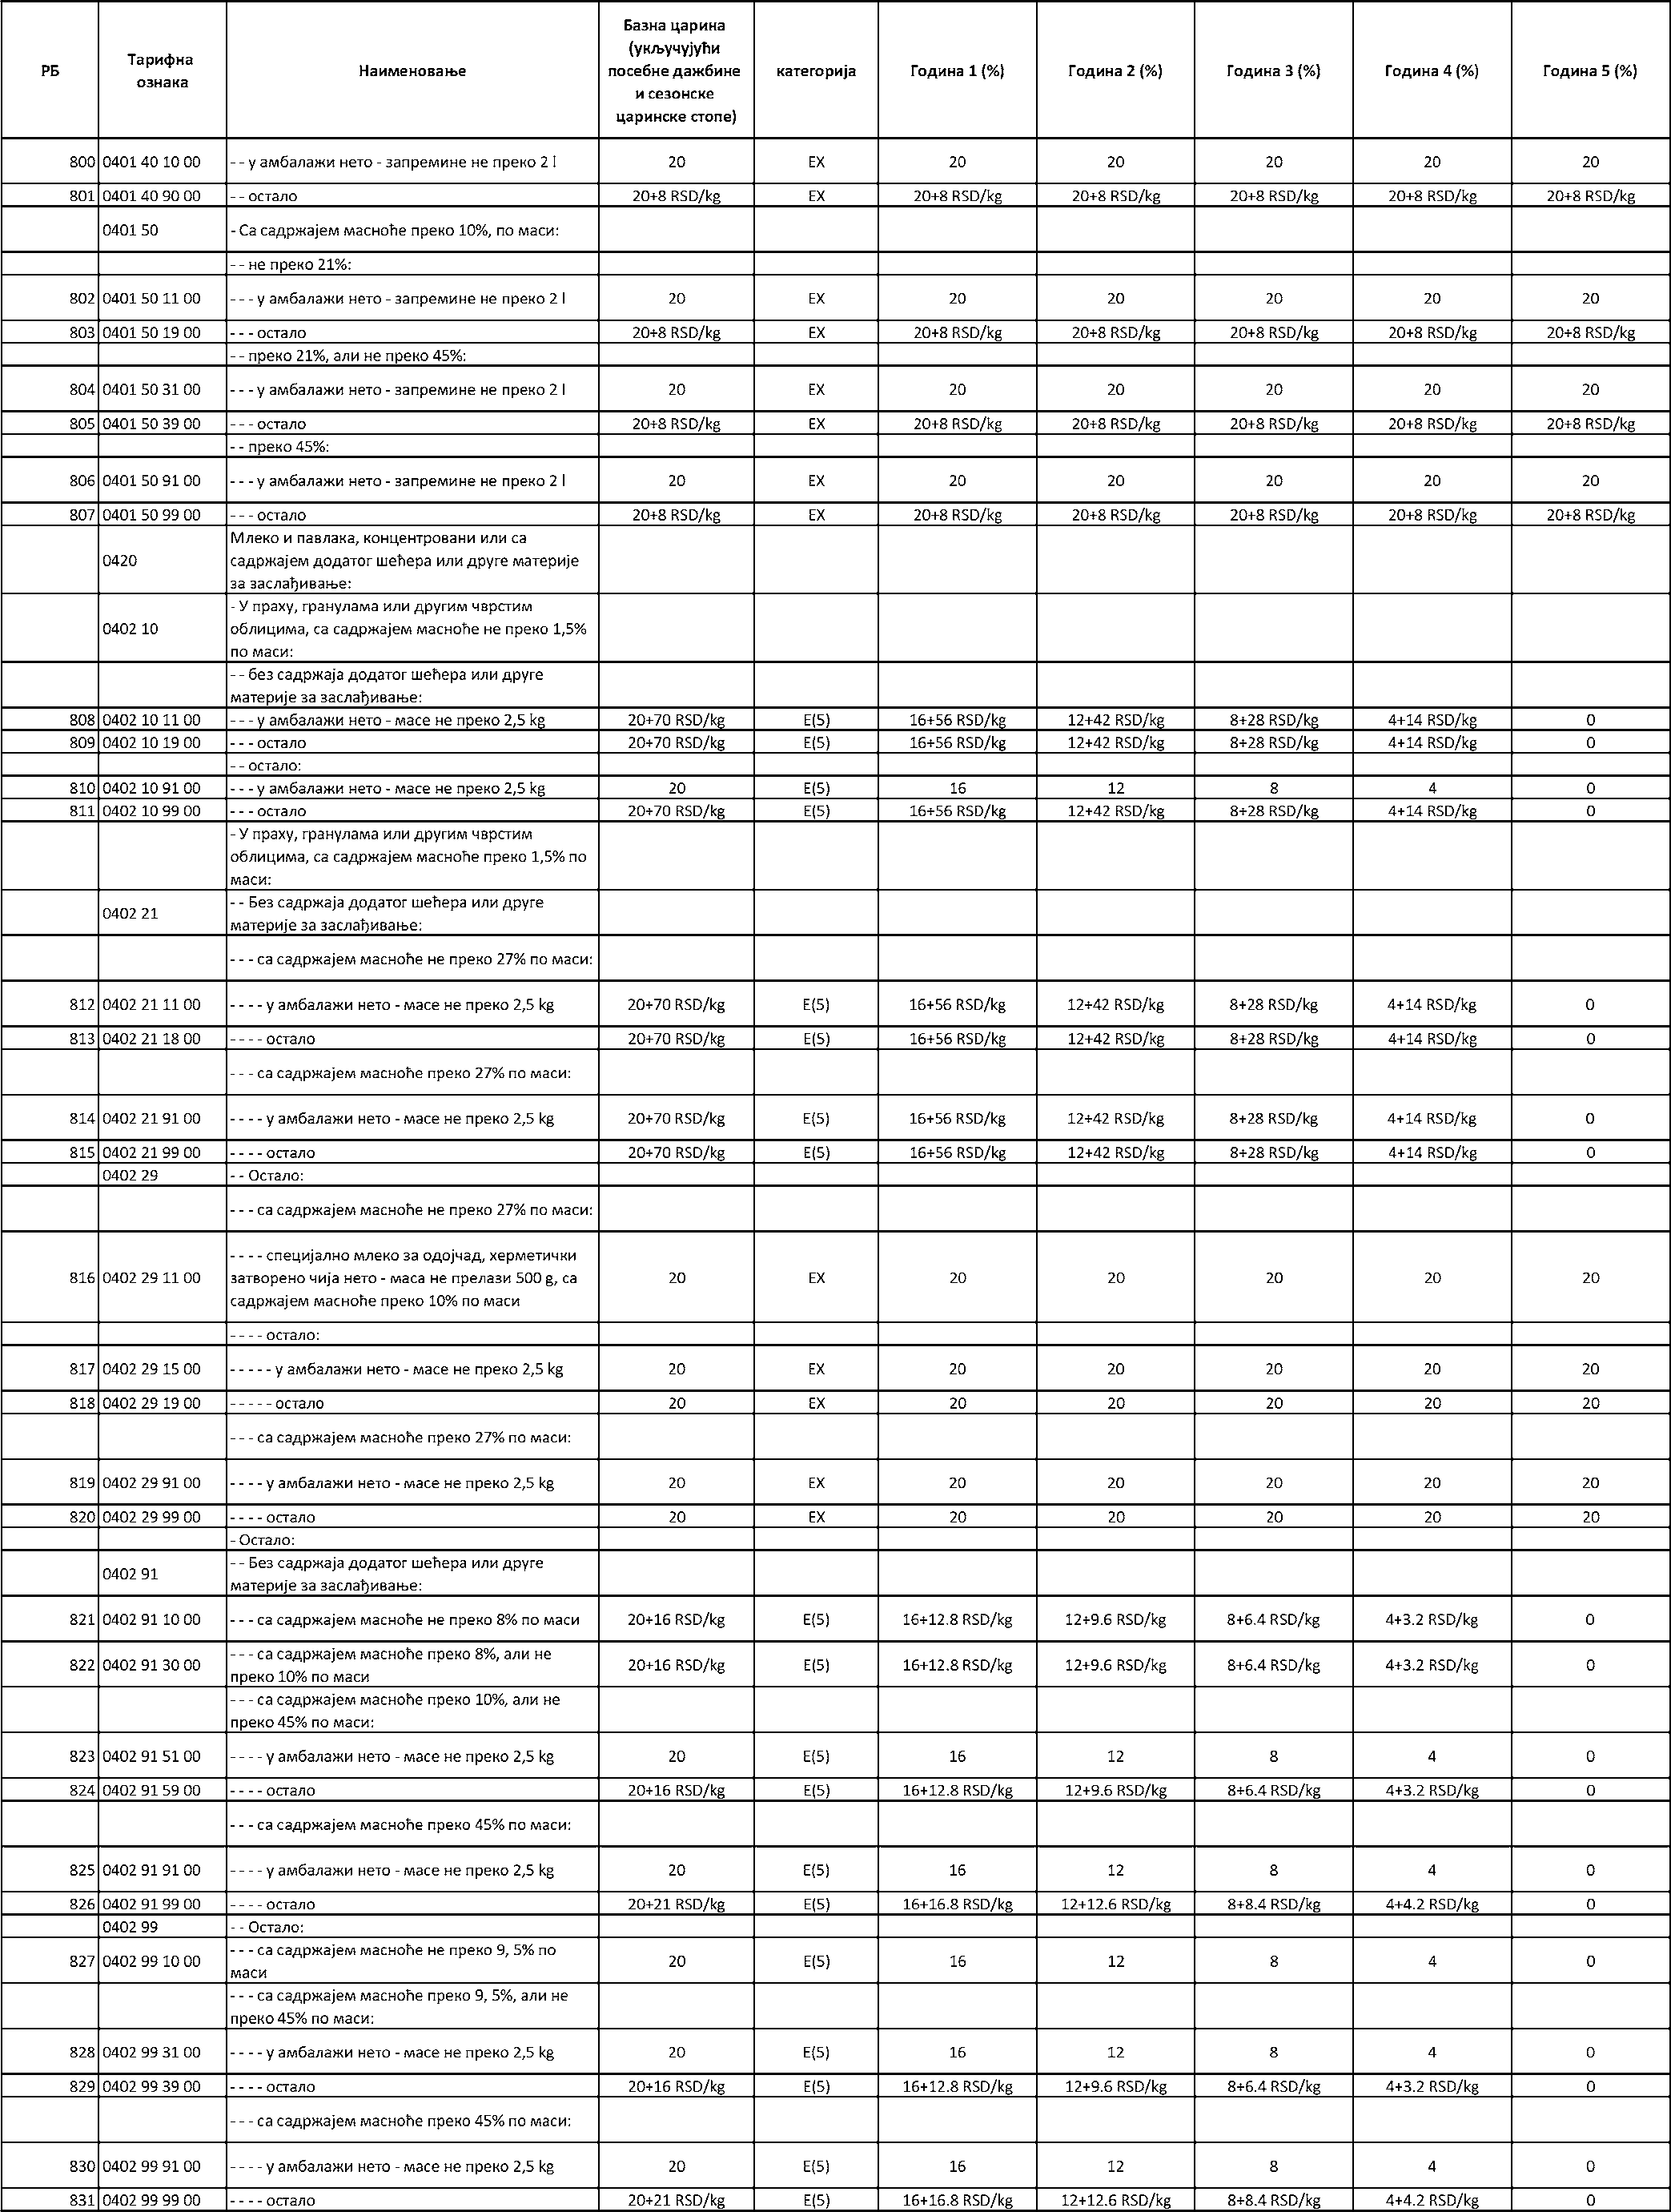 РБ Тарифна ознака Наименовање Базна царина (укључујући посебне дажбине и сезонске царинске стопе) категорија Година 1 (%) Година 2 (%) Година 3 (%) Година 4 (%) Година 5 (%)
800 0401 40 10 00 - - у амбалажи нето - запремине не преко 2 l 20 EX 20 20 20 20 20
801 0401 40 90 00 - - остало 20+8 RSD/kg EX 20+8 RSD/kg 20+8 RSD/kg 20+8 RSD/kg 20+8 RSD/kg 20+8 RSD/kg
0401 50 - Са садржајем масноће преко 10%, по маси:
- - не преко 21%:
802 0401 50 11 00 - - - у амбалажи нето - запремине не преко 2 l 20 EX 20 20 20 20 20
803 0401 50 19 00 - - - остало 20+8 RSD/kg EX 20+8 RSD/kg 20+8 RSD/kg 20+8 RSD/kg 20+8 RSD/kg 20+8 RSD/kg
- - преко 21%, али не преко 45%:
804 0401 50 31 00 - - - у амбалажи нето - запремине не преко 2 l 20 EX 20 20 20 20 20
805 0401 50 39 00 - - - остало 20+8 RSD/kg EX 20+8 RSD/kg 20+8 RSD/kg 20+8 RSD/kg 20+8 RSD/kg 20+8 RSD/kg
- - преко 45%:
806 0401 50 91 00 - - - у амбалажи нето - запремине не преко 2 l 20 EX 20 20 20 20 20
807 0401 50 99 00 - - - остало 20+8 RSD/kg EX 20+8 RSD/kg 20+8 RSD/kg 20+8 RSD/kg 20+8 RSD/kg 20+8 RSD/kg
0420 Млеко и павлака, концентровани или са
садржајем додатог шећера или друге материје
за заслађивање:
0402 10 - У праху, гранулама или другим чврстим
облицима, са садржајем масноће не преко 1,5%
по маси:
- - без садржаја додатог шећера или друге
материје за заслађивање:
808 0402 10 11 00 - - - у амбалажи нето - масе не преко 2,5 kg 20+70 RSD/kg E(5) 16+56 RSD/kg 12+42 RSD/kg 8+28 RSD/kg 4+14 RSD/kg 0
809 0402 10 19 00 - - - остало 20+70 RSD/kg E(5) 16+56 RSD/kg 12+42 RSD/kg 8+28 RSD/kg 4+14 RSD/kg 0
- - остало:
810 0402 10 91 00 - - - у амбалажи нето - масе не преко 2,5 kg 20 E(5) 16 12 8 4 0
811 0402 10 99 00 - - - остало 20+70 RSD/kg E(5) 16+56 RSD/kg 12+42 RSD/kg 8+28 RSD/kg 4+14 RSD/kg 0
- У праху, гранулама или другим чврстим
облицима, са садржајем масноће преко 1,5% по
маси:
0402 21 - - Без садржаја додатог шећера или друге
материје за заслађивање:
- - - са садржајем масноће не преко 27% по маси:
812 0402 21 11 00 - - - - у амбалажи нето - масе не преко 2,5 kg 20+70 RSD/kg E(5) 16+56 RSD/kg 12+42 RSD/kg 8+28 RSD/kg 4+14 RSD/kg 0
813 0402 21 18 00 - - - - остало 20+70 RSD/kg E(5) 16+56 RSD/kg 12+42 RSD/kg 8+28 RSD/kg 4+14 RSD/kg 0
- - - са садржајем масноће преко 27% по маси:
814 0402 21 91 00 - - - - у амбалажи нето - масе не преко 2,5 kg 20+70 RSD/kg E(5) 16+56 RSD/kg 12+42 RSD/kg 8+28 RSD/kg 4+14 RSD/kg 0
815 0402 21 99 00 - - - - остало 20+70 RSD/kg E(5) 16+56 RSD/kg 12+42 RSD/kg 8+28 RSD/kg 4+14 RSD/kg 0
0402 29 - - Остало:
- - - са садржајем масноће не преко 27% по маси:
816 0402 29 11 00 - - - - специјално млеко за одојчад, херметички
затворено чија нето - маса не прелази 500 g, са
садржајем масноће преко 10% по маси 20 EX 20 20 20 20 20
- - - - остало:
817 0402 29 15 00 - - - - - у амбалажи нето - масе не преко 2,5 kg 20 EX 20 20 20 20 20
818 0402 29 19 00 - - - - - остало 20 EX 20 20 20 20 20
- - - са садржајем масноће преко 27% по маси:
819 0402 29 91 00 - - - - у амбалажи нето - масе не преко 2,5 kg 20 EX 20 20 20 20 20
820 0402 29 99 00 - - - - остало 20 EX 20 20 20 20 20
- Остало:
0402 91 - - Без садржаја додатог шећера или друге
материје за заслађивање:
821 0402 91 10 00 - - - са садржајем масноће не преко 8% по маси 20+16 RSD/kg E(5) 16+12.8 RSD/kg 12+9.6 RSD/kg 8+6.4 RSD/kg 4+3.2 RSD/kg 0
822 0402 91 30 00 - - - са садржајем масноће преко 8%, али не
преко 10% по маси 20+16 RSD/kg E(5) 16+12.8 RSD/kg 12+9.6 RSD/kg 8+6.4 RSD/kg 4+3.2 RSD/kg 0
- - - са садржајем масноће преко 10%, али не
преко 45% по маси:
823 0402 91 51 00 - - - - у амбалажи нето - масе не преко 2,5 kg 20 E(5) 16 12 8 4 0
824 0402 91 59 00 - - - - остало 20+16 RSD/kg E(5) 16+12.8 RSD/kg 12+9.6 RSD/kg 8+6.4 RSD/kg 4+3.2 RSD/kg 0
- - - са садржајем масноће преко 45% по маси:
825 0402 91 91 00 - - - - у амбалажи нето - масе не преко 2,5 kg 20 E(5) 16 12 8 4 0
826 0402 91 99 00 - - - - остало 20+21 RSD/kg E(5) 16+16.8 RSD/kg 12+12.6 RSD/kg 8+8.4 RSD/kg 4+4.2 RSD/kg 0
0402 99 - - Остало:
827 0402 99 10 00 - - - са садржајем масноће не преко 9, 5% по
маси 20 E(5) 16 12 8 4 0
- - - са садржајем масноће преко 9, 5%, али не
преко 45% по маси:
828 0402 99 31 00 - - - - у амбалажи нето - масе не преко 2,5 kg 20 E(5) 16 12 8 4 0
829 0402 99 39 00 - - - - остало 20+16 RSD/kg E(5) 16+12.8 RSD/kg 12+9.6 RSD/kg 8+6.4 RSD/kg 4+3.2 RSD/kg 0
- - - са садржајем масноће преко 45% по маси:
830 0402 99 91 00 - - - - у амбалажи нето - масе не преко 2,5 kg 20 E(5) 16 12 8 4 0
831 0402 99 99 00 - - - - остало 20+21 RSD/kg E(5) 16+16.8 RSD/kg 12+12.6 RSD/kg 8+8.4 RSD/kg 4+4.2 RSD/kg 0